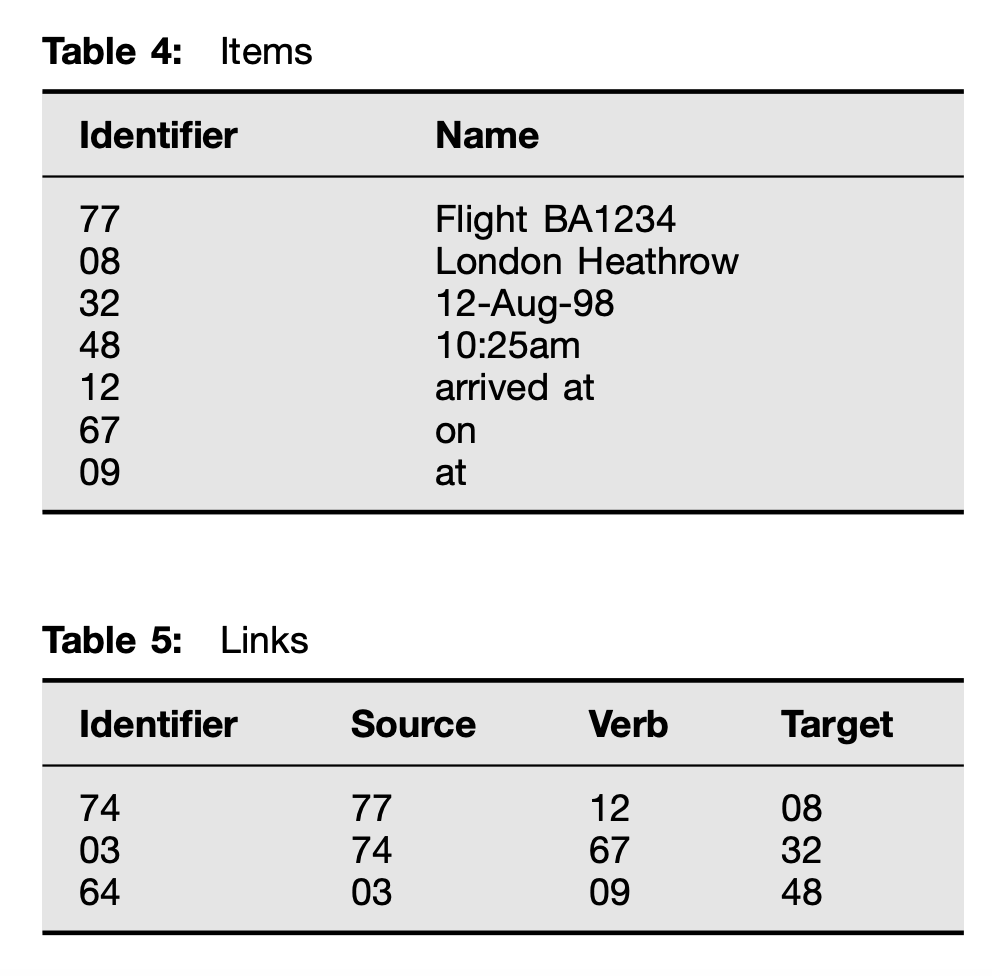 Table 4: Items
Identifier Name
77 Flight BA1234
08 London Heathrow
32 12-Aug-98
48 10:25am
12 arrived at
67 on
09 at
Table 5: Links
Identifier Source Verb Target
74 77 12 08
03 74 67 32
64 03 09 48